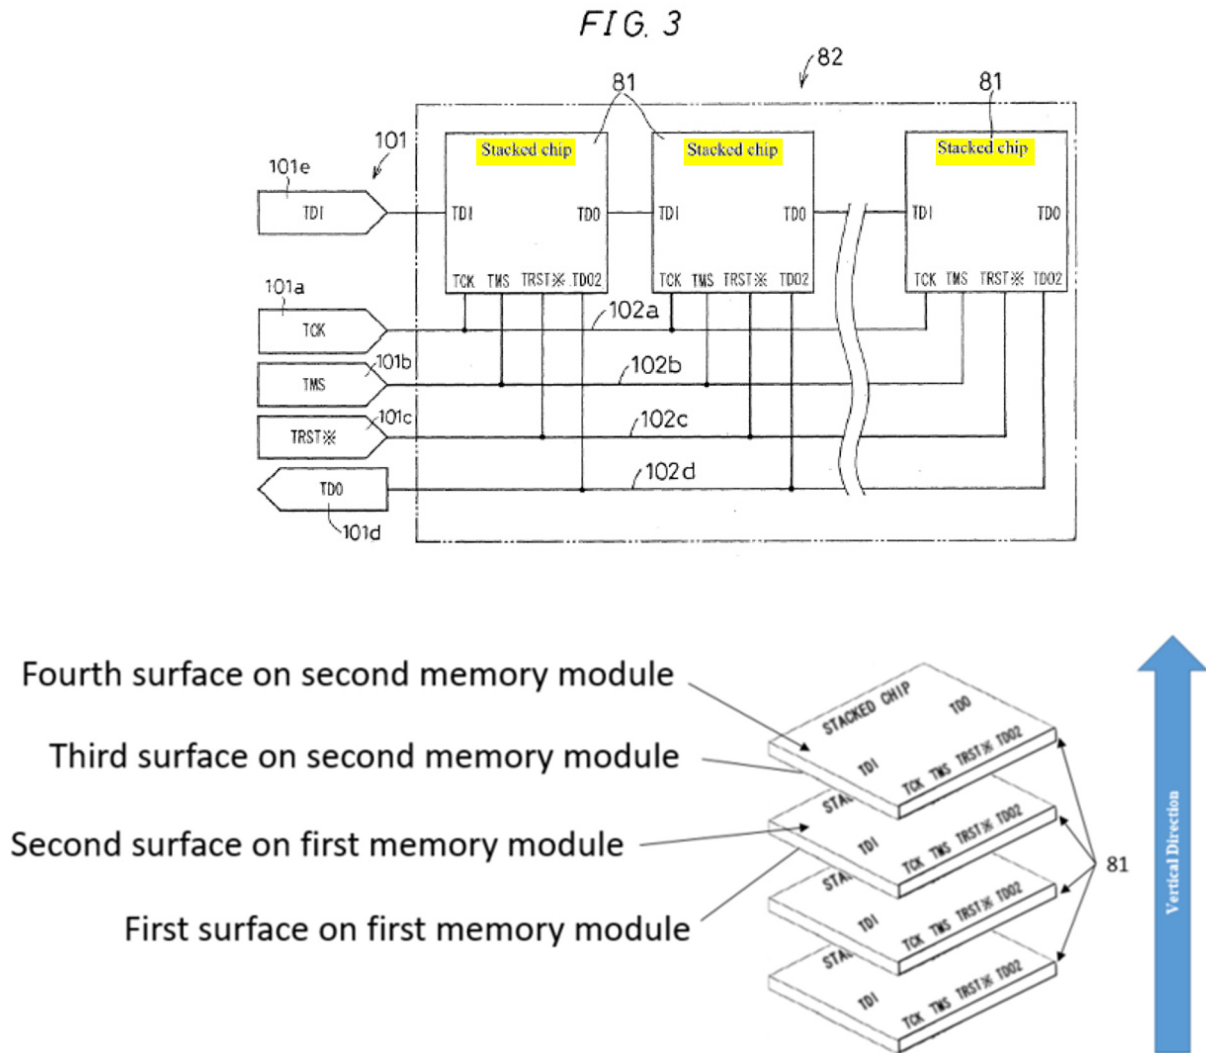 FIG. 3
82
81
81
Stacked chip
Stacked chip
Stacked chip
101
101e
TDI
TDI
TDO
TDI
TDO
TDI
TDO
TCK TMS TRST※ TDO2
TCK TMS TRST※ TDO2
TCK TMS TRST※ TDO2
101a
TCK
102a
101b
TMS
102b
101c
TRST※
102c
TDO
102d
101d
Fourth surface on second memory module
Third surface on second memory module
Second surface on first memory module
First surface on first memory module
STACKED CHIP
TDO
TDI
TCK TMS TRST※ TDO2
STA
TDI
TCK TMS TRST※ TDO2
STA
TDI
TCK TMS TRST※ TDO2
STA
TDI
TCK TMS TRST※ TDO2
81
Vertical Direction